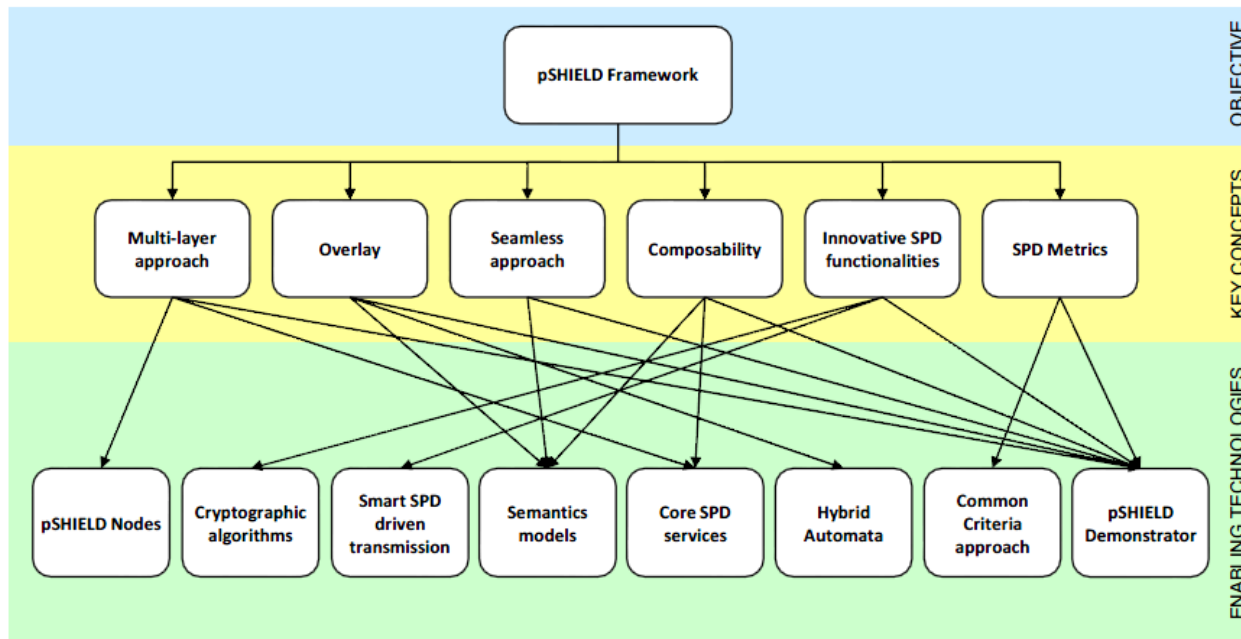 OBJECTIVE
pSHIELD Framework
KEY CONCEPTS
Multi-layer
approach
Overlay
Seamless
approach
Composability
Innovative SPD
functionalities
SPD Metrics
ENABLING TECHNOLOGIES
pSHIELD Nodes
Cryptographic
algorithms
Smart SPD
driven
transmission
Semantics
models
Core SPD
services
Hybrid
Automata
Common
Criteria
approach
pSHIELD
Demonstrator